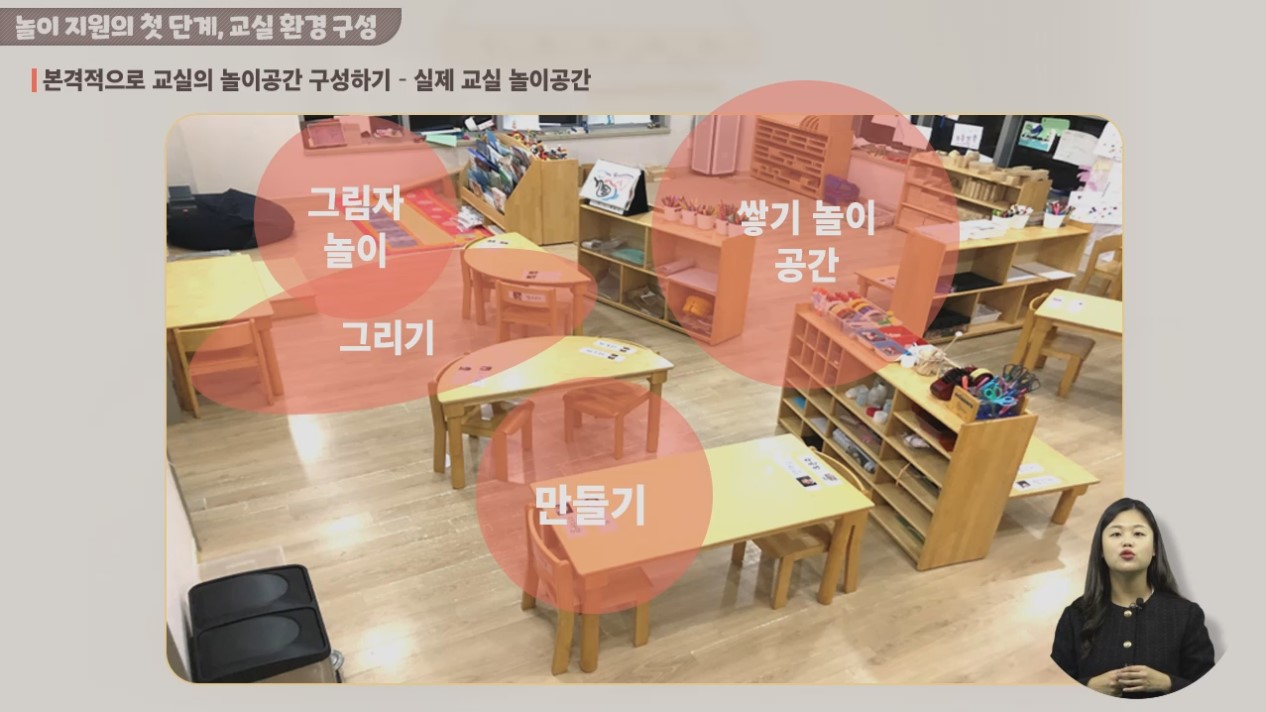 놀이 지원의 첫 단계, 교실 환경 구성
본격적으로 교실의 놀이공간 구성하기 - 실제 교실 놀이공간
그림자
놀이
쌓기 놀이
공간
그리기
만들기